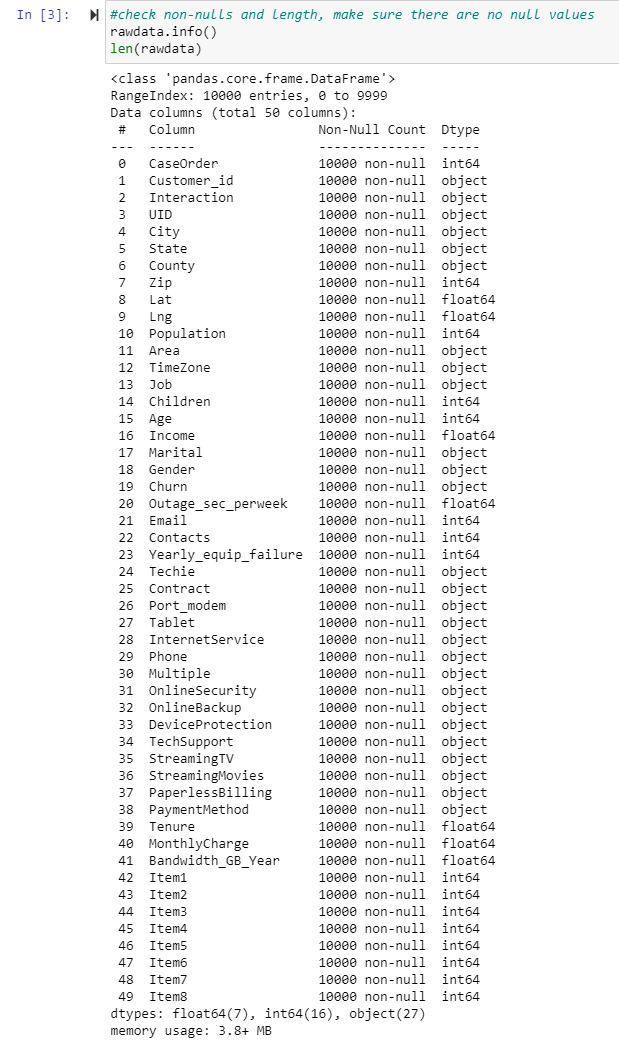 In [3]: #check non-nulls and length, make sure there are no null values
rawdata.info()
len(rawdata)
<class 'pandas.core.frame.DataFrame'>
RangeIndex: 10000 entries, 0 to 9999
Data columns (total 50 columns):
 #   Column                Non-Null Count  Dtype
---  ------                --------------  -----
 0   CaseOrder             10000 non-null  int64
 1   Customer_id           10000 non-null  object
 2   Interaction           10000 non-null  object
 3   UID                   10000 non-null  object
 4   City                  10000 non-null  object
 5   State                 10000 non-null  object
 6   County                10000 non-null  object
 7   Zip                   10000 non-null  int64
 8   Lat                   10000 non-null  float64
 9   Lng                   10000 non-null  float64
 10  Population            10000 non-null  int64
 11  Area                  10000 non-null  object
 12  TimeZone              10000 non-null  object
 13  Job                   10000 non-null  object
 14  Children              10000 non-null  int64
 15  Age                   10000 non-null  int64
 16  Income                10000 non-null  float64
 17  Marital               10000 non-null  object
 18  Gender                10000 non-null  object
 19  Churn                 10000 non-null  object
 20  Outage_sec_perweek    10000 non-null  float64
 21  Email                 10000 non-null  int64
 22  Contacts              10000 non-null  int64
 23  Yearly_equip_failure  10000 non-null  int64
 24  Techie                10000 non-null  object
 25  Contract              10000 non-null  object
 26  Port_modem            10000 non-null  object
 27  Tablet                10000 non-null  object
 28  InternetService       10000 non-null  object
 29  Phone                 10000 non-null  object
 30  Multiple              10000 non-null  object
 31  OnlineSecurity        10000 non-null  object
 32  OnlineBackup          10000 non-null  object
 33  DeviceProtection      10000 non-null  object
 34  TechSupport           10000 non-null  object
 35  StreamingTV           10000 non-null  object
 36  StreamingMovies       10000 non-null  object
 37  PaperlessBilling      10000 non-null  object
 38  PaymentMethod         10000 non-null  object
 39  Tenure                10000 non-null  float64
 40  MonthlyCharge         10000 non-null  float64
 41  Bandwidth_GB_Year     10000 non-null  float64
 42  Item1                 10000 non-null  int64
 43  Item2                 10000 non-null  int64
 44  Item3                 10000 non-null  int64
 45  Item4                 10000 non-null  int64
 46  Item5                 10000 non-null  int64
 47  Item6                 10000 non-null  int64
 48  Item7                 10000 non-null  int64
 49  Item8                 10000 non-null  int64
dtypes: float64(7), int64(16), object(27)
memory usage: 3.8+ MB